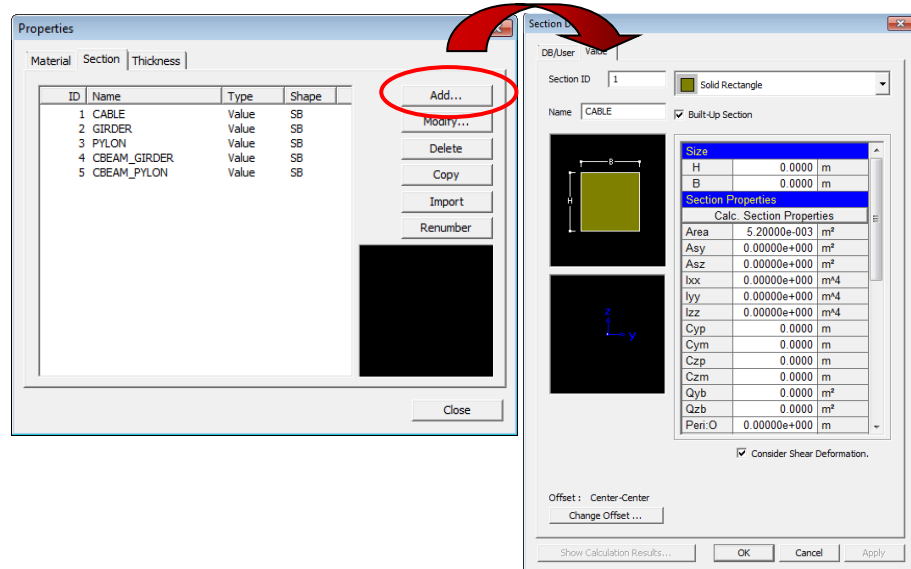 Properties
Material Section Thickness
ID Name Type Shape
1 CABLE Value SB
2 GIRDER Value SB
3 PYLON Value SB
4 CBEAM_GIRDER Value SB
5 CBEAM_PYLON Value SB
Add...
Modify...
Delete
Copy
Import
Renumber
Close
Section
DB/User Value
Section ID 1 Solid Rectangle
Name CABLE Built-Up Section
B
H
z
y
Size
H 0.0000 m
B 0.0000 m
Section Properties
Calc. Section Properties
Area 5.20000e-003 m²
Asy 0.00000e+000 m²
Asz 0.00000e+000 m²
Ixx 0.00000e+000 m^4
Iyy 0.00000e+000 m^4
Izz 0.00000e+000 m^4
Cyp 0.0000 m
Cym 0.0000 m
Czp 0.0000 m
Czm 0.0000 m
Qyb 0.0000 m²
Qzb 0.0000 m²
Peri:O 0.00000e+000 m
Consider Shear Deformation.
Offset : Center-Center
Change Offset ...
Show Calculation Results... OK Cancel Apply